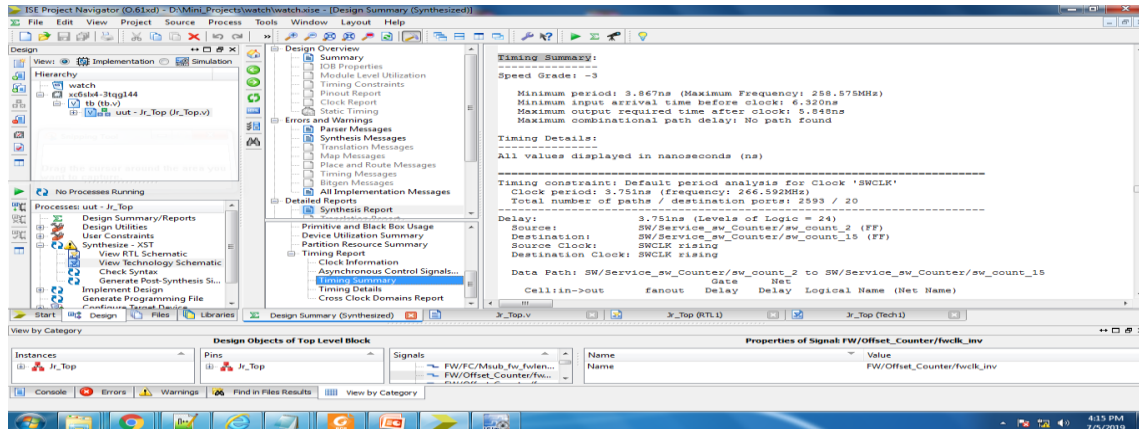 ISE Project Navigator (O.61xd) - D:\Mini_Projects\watch\watch.xise - [Design Summary (Synthesized)]
File Edit View Project Source Process Tools Window Layout Help
Design
View: Implementation Simulation
Hierarchy
watch
xc6slx4-3tqg144
tb (tb.v)
uut - Jr_Top (Jr_Top.v)
No Processes Running
Processes: uut - Jr_Top
Design Summary/Reports
Design Utilities
User Constraints
Synthesize - XST
View RTL Schematic
View Technology Schematic
Check Syntax
Generate Post-Synthesis Si...
Implement Design
Generate Programming File
Configure Target Device
Start Design Files Libraries
Design Overview
Summary
IOB Properties
Module Level Utilization
Timing Constraints
Pinout Report
Clock Report
Static Timing
Errors and Warnings
Parser Messages
Synthesis Messages
Translation Messages
Map Messages
Place and Route Messages
Timing Messages
Bitgen Messages
All Implementation Messages
Detailed Reports
Synthesis Report
Translation Report
Primitive and Black Box Usage
Device Utilization Summary
Partition Resource Summary
Timing Report
Clock Information
Asynchronous Control Signals...
Timing Summary
Timing Details
Cross Clock Domains Report
Timing Summary:
---------------
Speed Grade: -3
Minimum period: 3.867ns (Maximum Frequency: 258.575MHz)
Minimum input arrival time before clock: 6.320ns
Maximum output required time after clock: 5.848ns
Maximum combinational path delay: No path found
Timing Details:
---------------
All values displayed in nanoseconds (ns)
Timing constraint: Default period analysis for Clock 'SWCLK'
Clock period: 3.751ns (frequency: 266.592MHz)
Total number of paths / destination ports: 2593 / 20
Delay: 3.751ns (Levels of Logic = 24)
Source: SW/Service_sw_Counter/sw_count_2 (FF)
Destination: SW/Service_sw_Counter/sw_count_15 (FF)
Source Clock: SWCLK rising
Destination Clock: SWCLK rising
Data Path: SW/Service_sw_Counter/sw_count_2 to SW/Service_sw_Counter/sw_count_15
Gate Net
Cell:in->out fanout Delay Delay Logical Name (Net Name)
Design Summary (Synthesized) Jr_Top.v Jr_Top (RTL1) Jr_Top (Tech1)
View by Category
Design Objects of Top Level Block
Properties of Signal: FW/Offset_Counter/fwclk_inv
Instances Pins Signals Name Value
Jr_Top Jr_Top FW/FC/Msub_fw_fwlen... Name FW/Offset_Counter/fwclk_inv
FW/Offset_Counter/fw...
Console Errors Warnings Find in Files Results View by Category
4:15 PM
7/5/2019